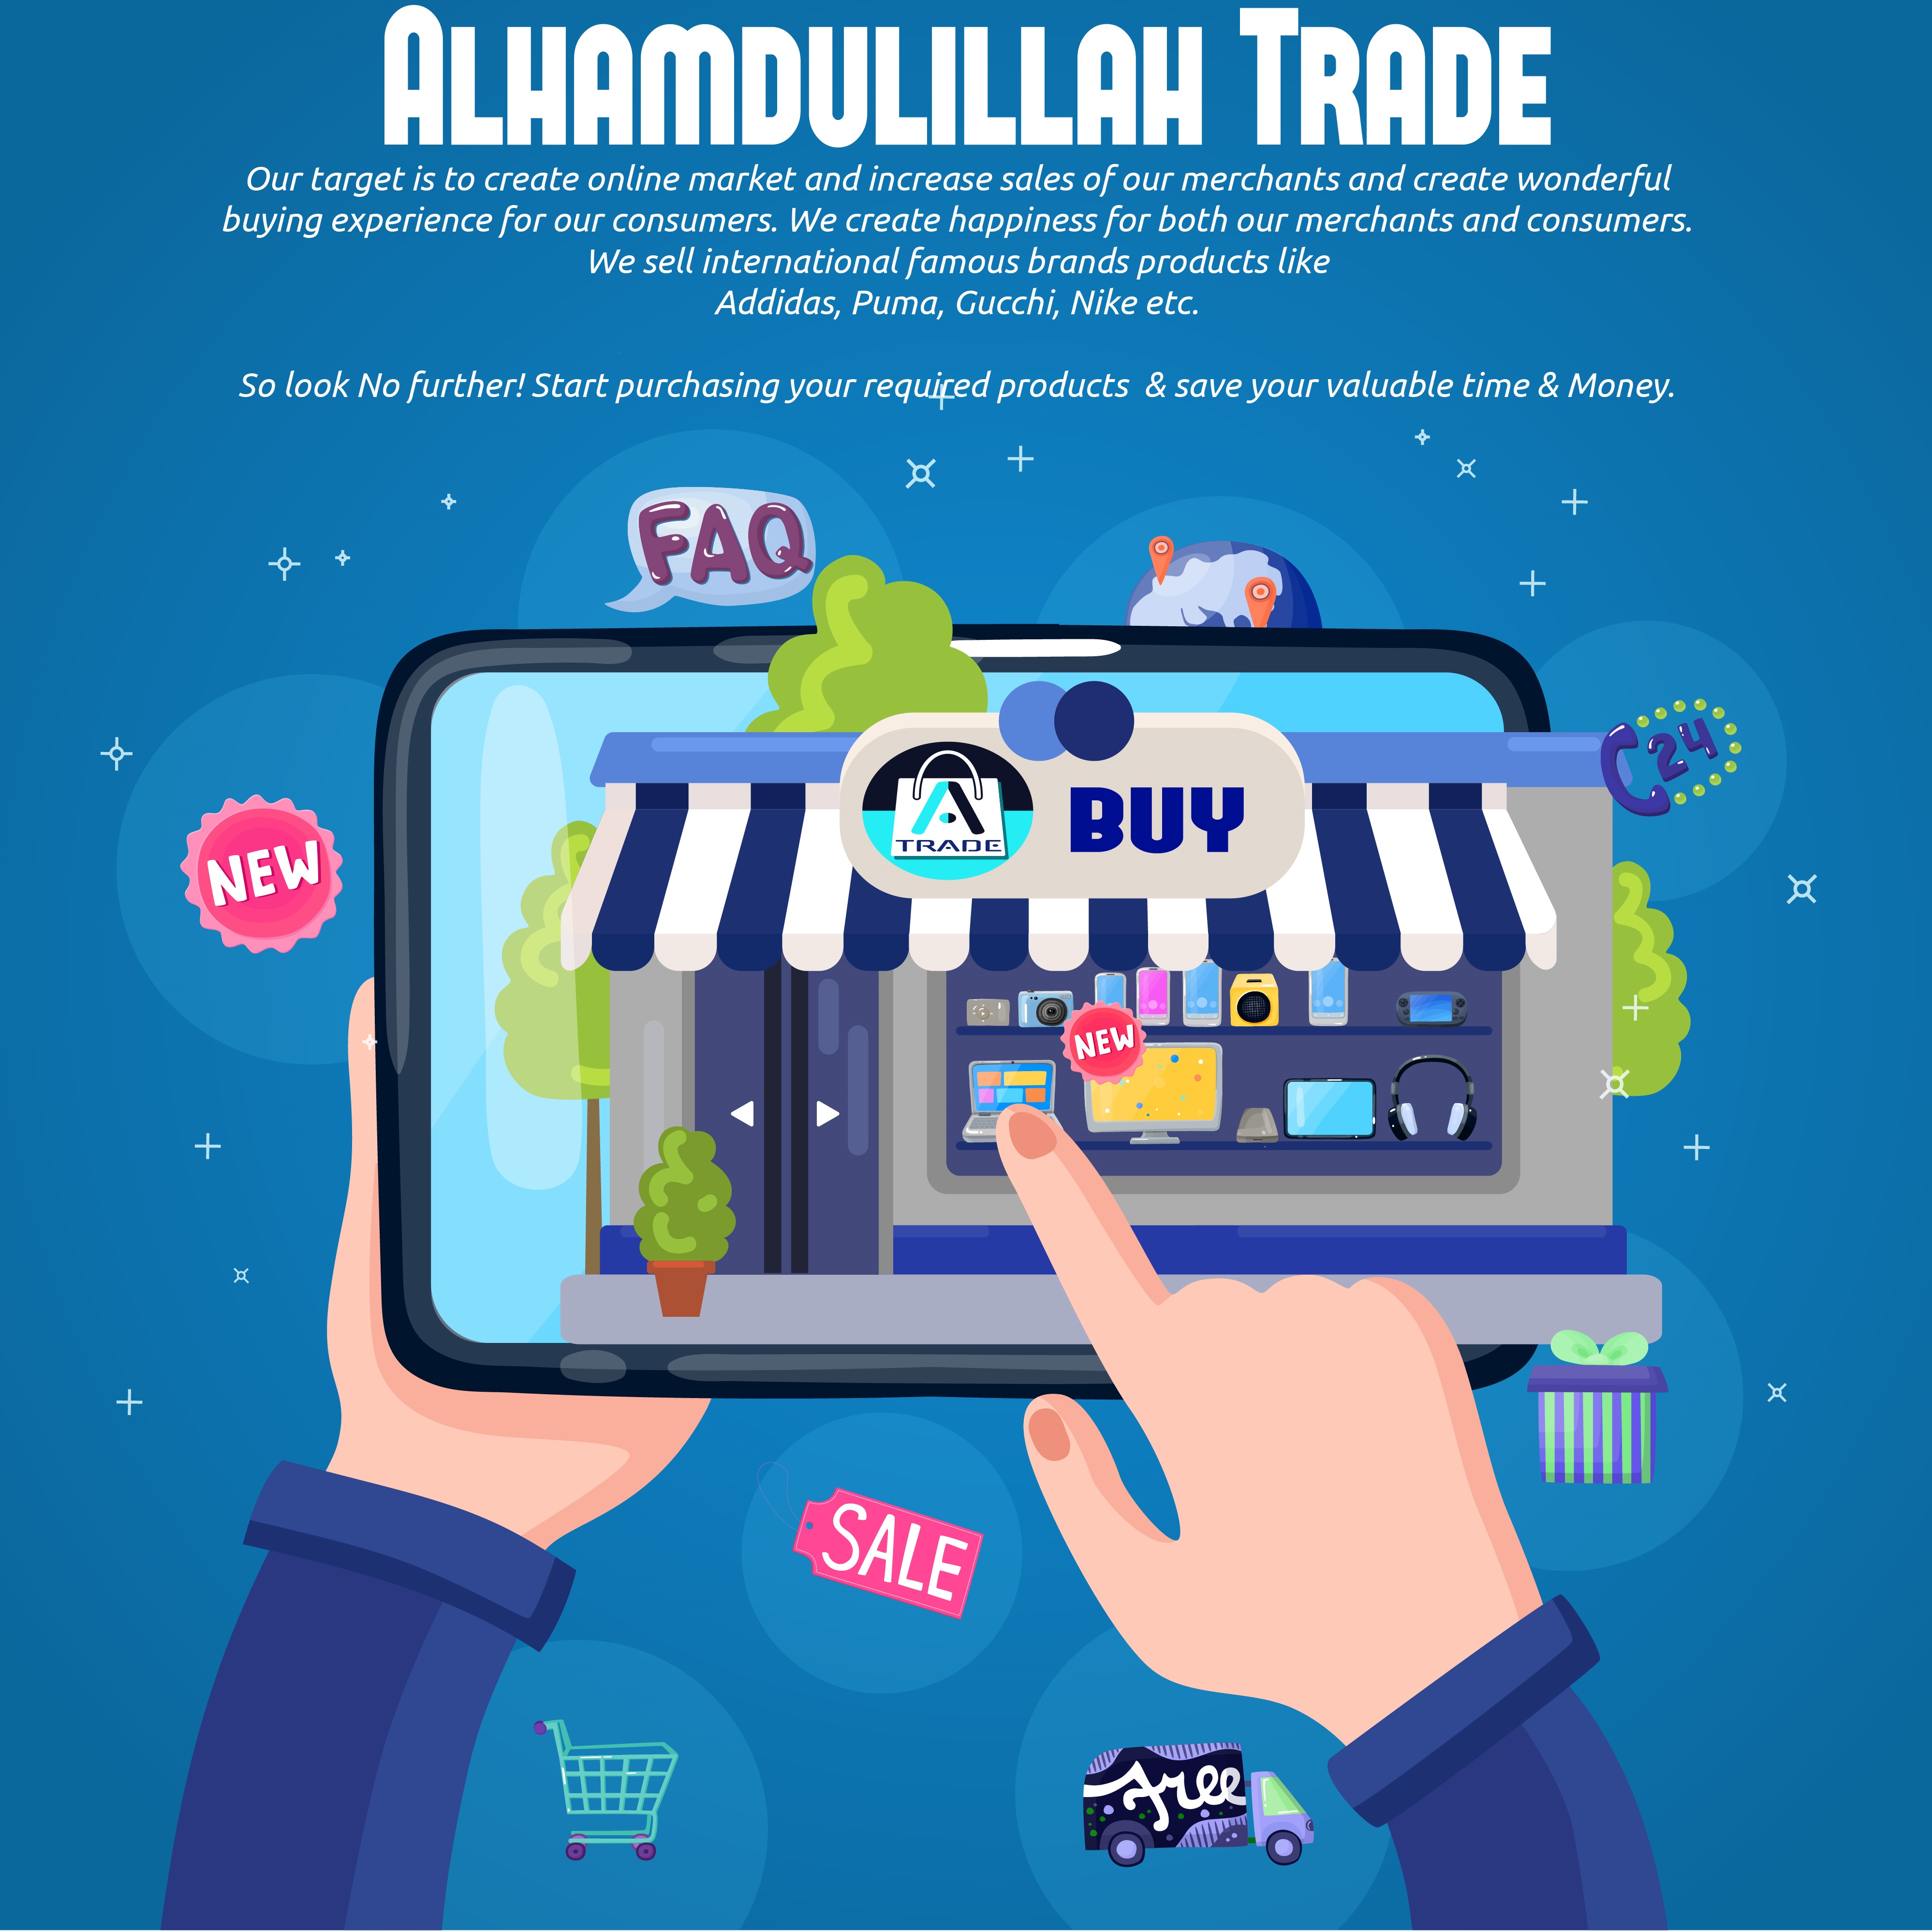 ALHAMDULILLAH TRADE
Our target is to create online market and increase sales of our merchants and create wonderful
buying experience for our consumers. We create happiness for both our merchants and consumers.
We sell international famous brands products like
Addidas, Puma, Gucchi, Nike etc.
So look No further! Start purchasing your required products & save your valuable time & Money.
FAQ
24
A
TRADE
BUY
NEW
NEW
SALE
free